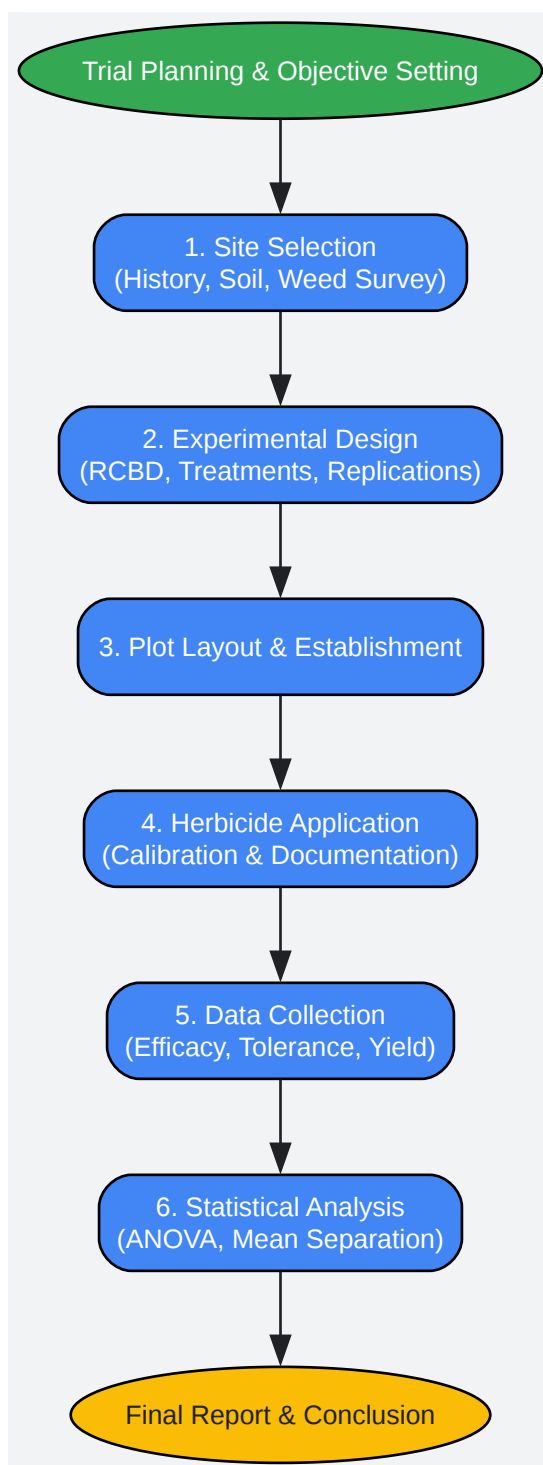 Trial Planning & Objective Setting
1. Site Selection
(History, Soil, Weed Survey)
2. Experimental Design
(RCBD, Treatments, Replications)
3. Plot Layout & Establishment
4. Herbicide Application
(Calibration & Documentation)
5. Data Collection
(Efficacy, Tolerance, Yield)
6. Statistical Analysis
(ANOVA, Mean Separation)
Final Report & Conclusion